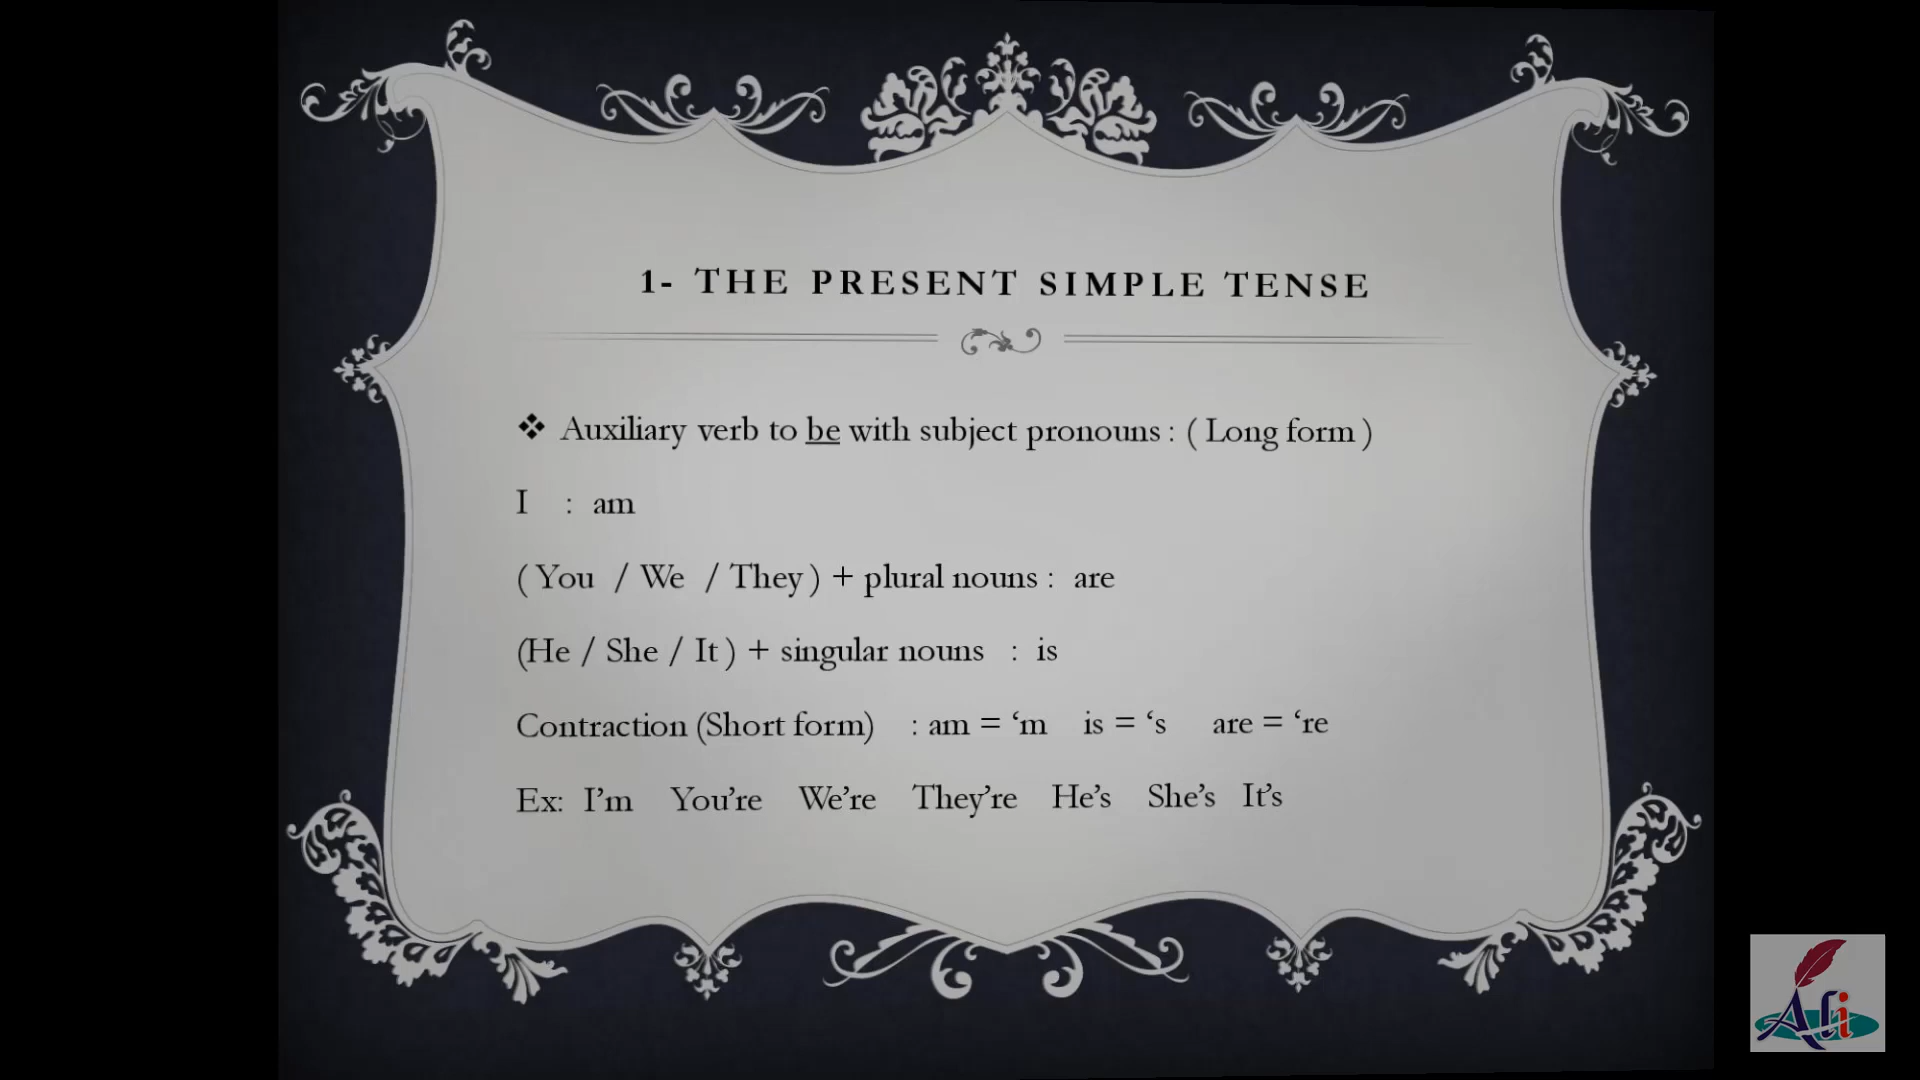 1- THE PRESENT SIMPLE TENSE
❖ Auxiliary verb to be with subject pronouns : ( Long form )
I : am
( You / We / They ) + plural nouns : are
(He / She / It ) + singular nouns : is
Contraction (Short form) : am = ‘m is = ‘s are = ‘re
Ex: I’m You’re We’re They’re He’s She’s It’s
Ali